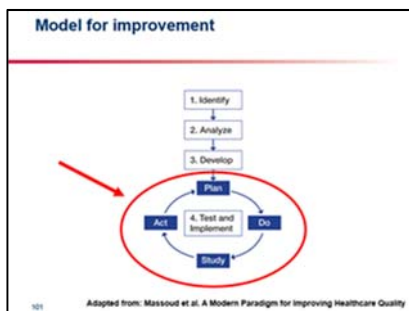 Model for improvement
1. Identify
2. Analyze
3. Develop
Plan
Act
4. Test and
Implement
Do
Study
101
Adapted from: Massoud et al. A Modern Paradigm for Improving Healthcare Quality